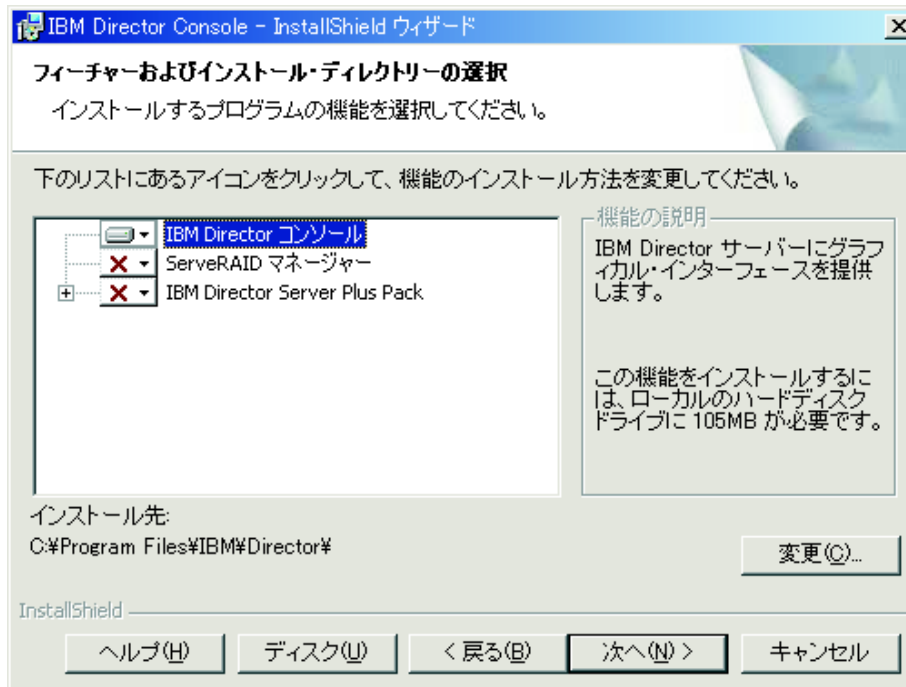 IBM Director Console - InstallShield ウィザード
フィーチャーおよびインストール・ディレクトリーの選択
インストールするプログラムの機能を選択してください。
下のリストにあるアイコンをクリックして、機能のインストール方法を変更してください。
IBM Director コンソール
ServeRAID マネージャー
IBM Director Server Plus Pack
機能の説明
IBM Director サーバーにグラフ
ィカル・インターフェースを提供
します。
この機能をインストールするに
は、ローカルのハードディスク
ドライブに 105MB が必要です。
インストール先:
C:¥Program Files¥IBM¥Director¥
変更(C)...
InstallShield
ヘルプ(H)
ディスク(U)
< 戻る(B)
次へ(N) >
キャンセル